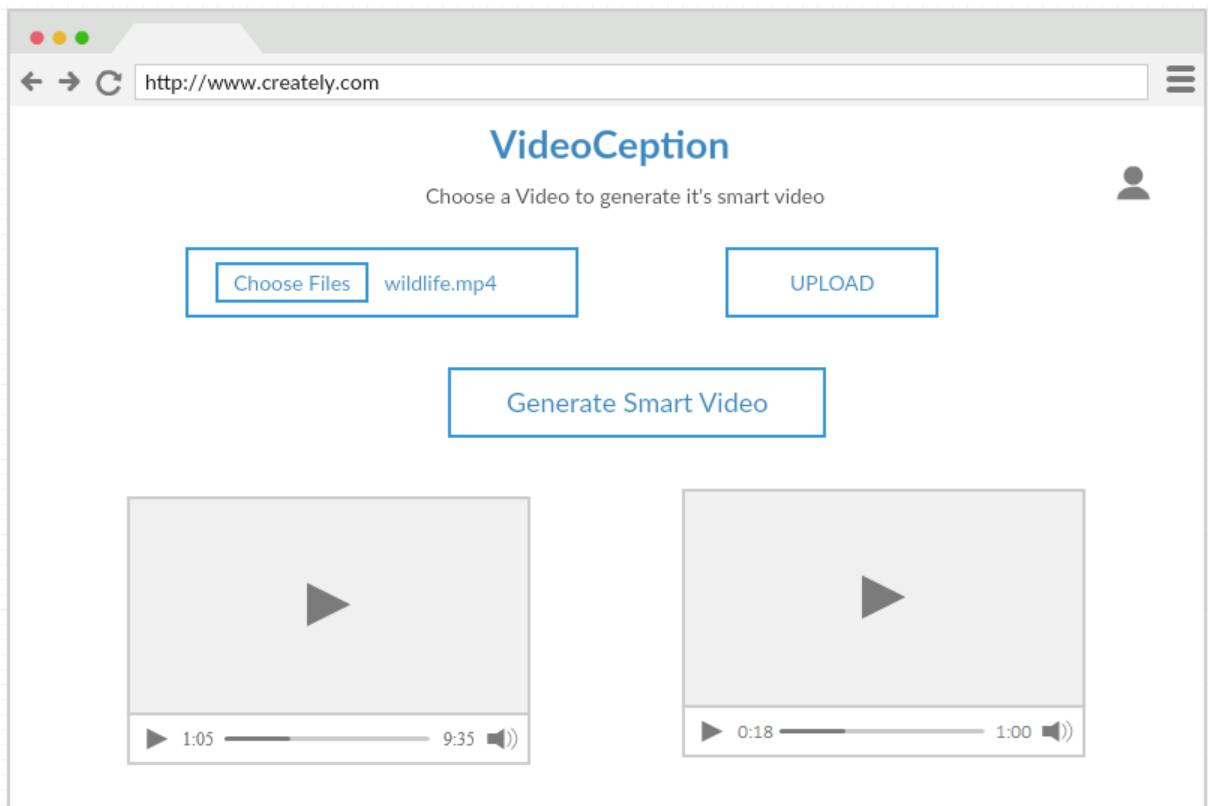 http://www.creately.com
VideoCeption
Choose a Video to generate it's smart video
Choose Files wildlife.mp4 UPLOAD
Generate Smart Video
1:05 9:35
0:18 1:00